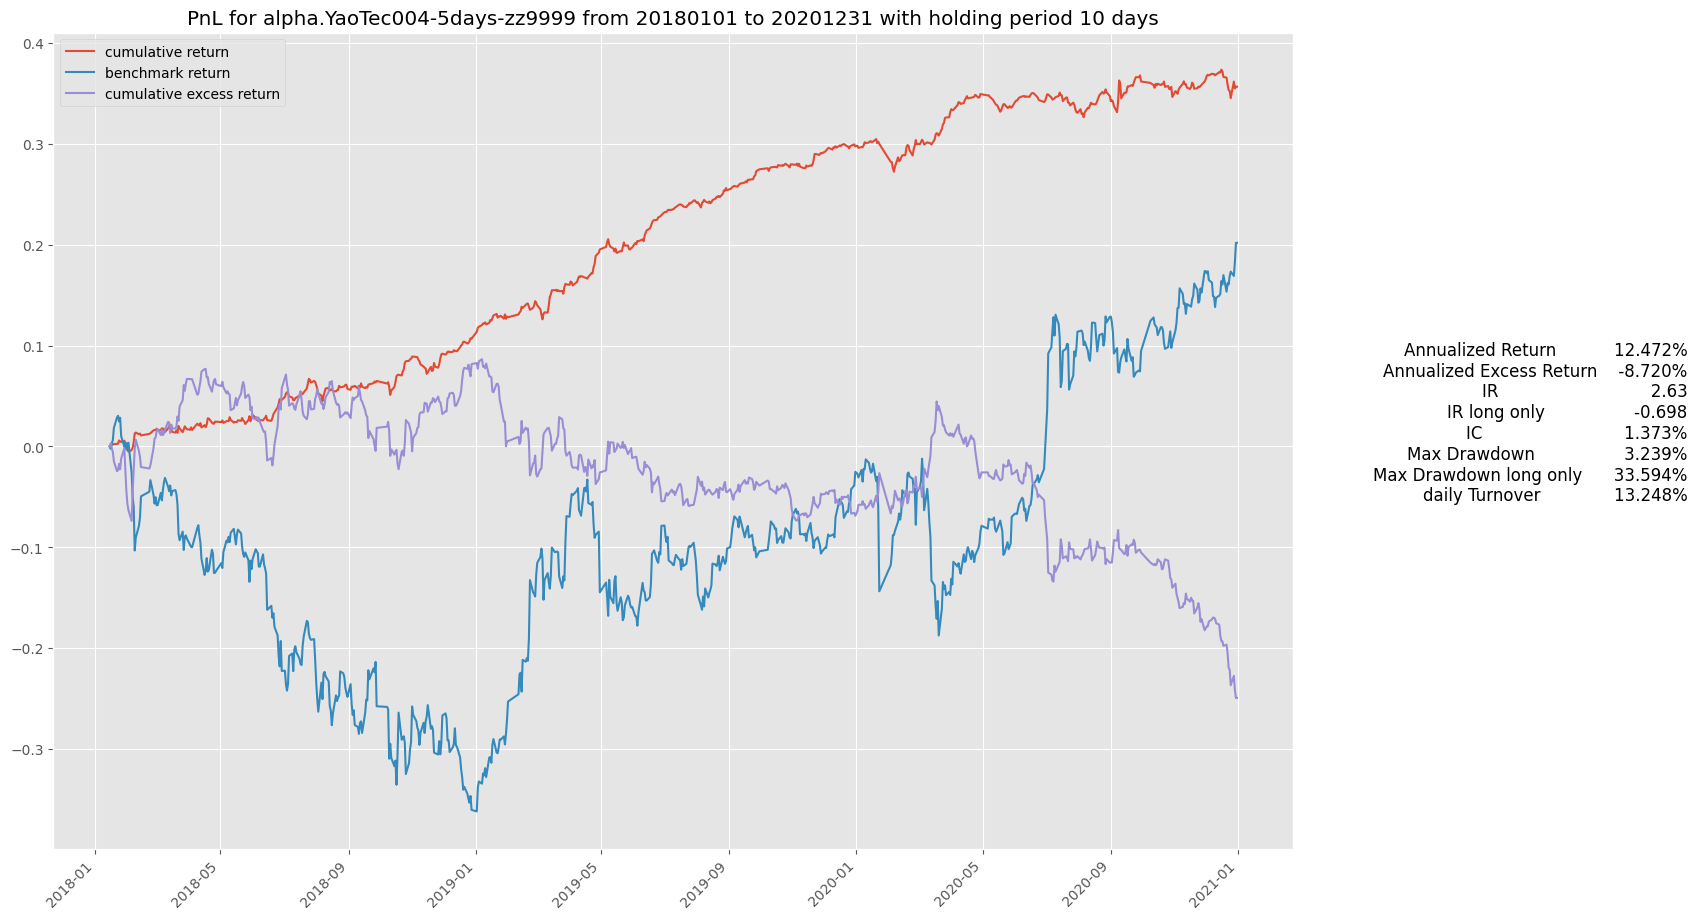 PnL for alpha.YaoTec004-5days-zz9999 from 20180101 to 20201231 with holding period 10 days
cumulative return
benchmark return
cumulative excess return
0.4
0.3
0.2
0.1
0.0
−0.1
−0.2
−0.3
2018-01
2018-05
2018-09
2019-01
2019-05
2019-09
2020-01
2020-05
2020-09
2021-01
Annualized Return 12.472%
Annualized Excess Return -8.720%
IR 2.63
IR long only -0.698
IC 1.373%
Max Drawdown 3.239%
Max Drawdown long only 33.594%
daily Turnover 13.248%